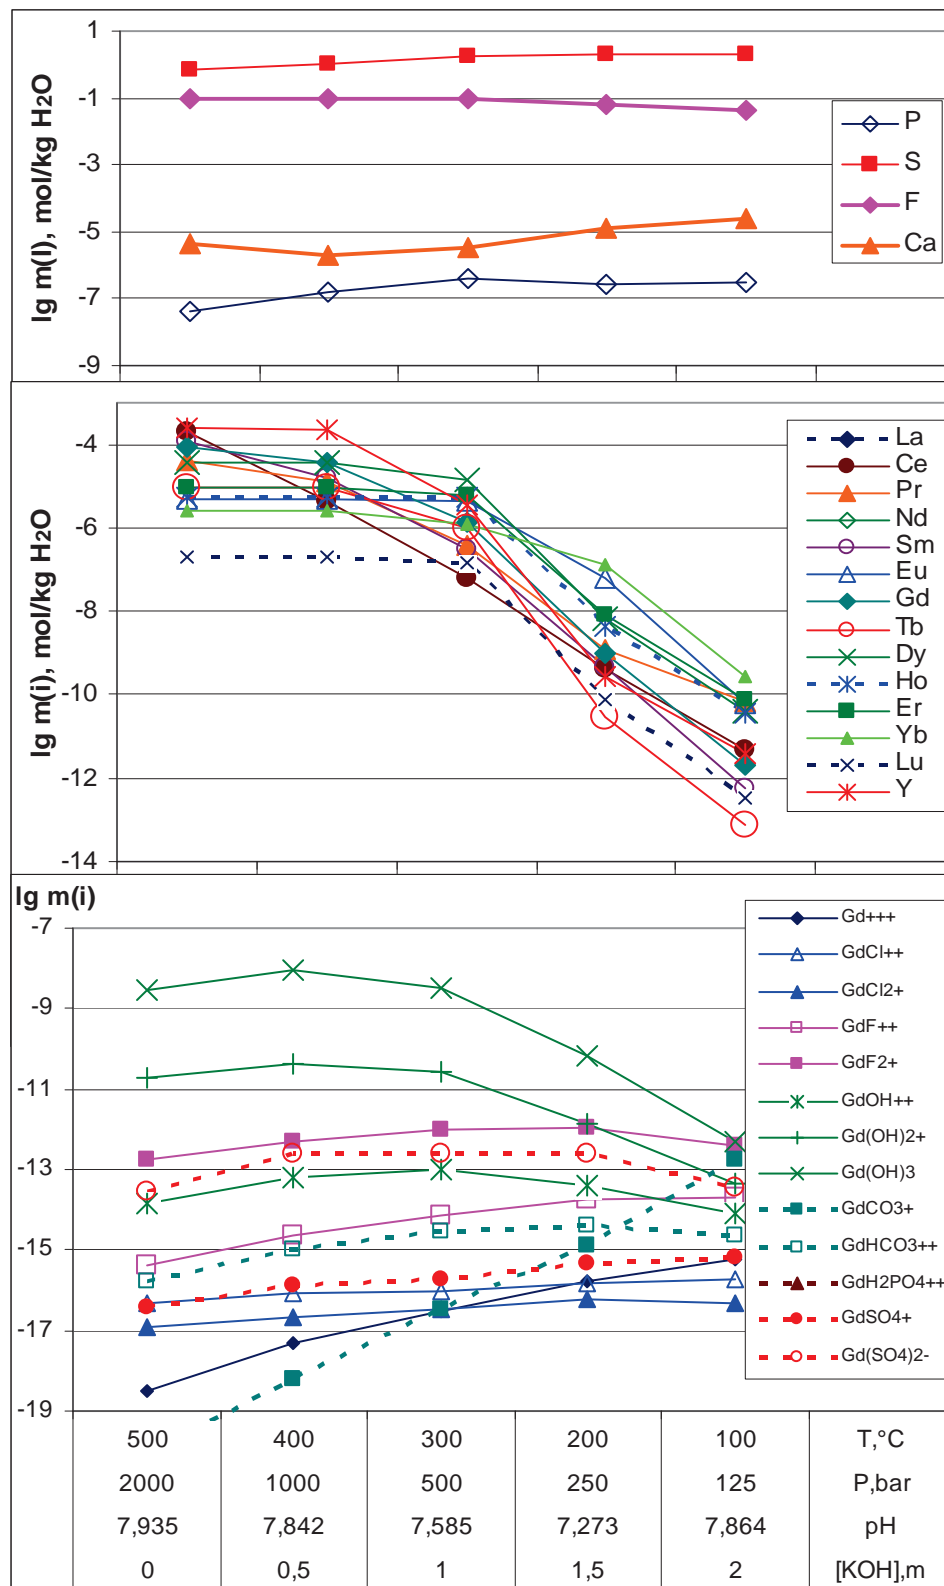 1
-1
-3
-5
-7
-9
lg m(I), mol/kg H2O
P
S
F
Ca
-4
-6
-8
-10
-12
-14
lg m(i), mol/kg H2O
La
Ce
Pr
Nd
Sm
Eu
Gd
Tb
Dy
Ho
Er
Yb
Lu
Y
lg m(i)
-7
-9
-11
-13
-15
-17
-19
Gd+++
GdCl++
GdCl2+
GdF++
GdF2+
GdOH++
Gd(OH)2+
Gd(OH)3
GdCO3+
GdHCO3++
GdH2PO4++
GdSO4+
Gd(SO4)2-
500 400 300 200 100 T,°C
2000 1000 500 250 125 P,bar
7,935 7,842 7,585 7,273 7,864 pH
0 0,5 1 1,5 2 [KOH],m